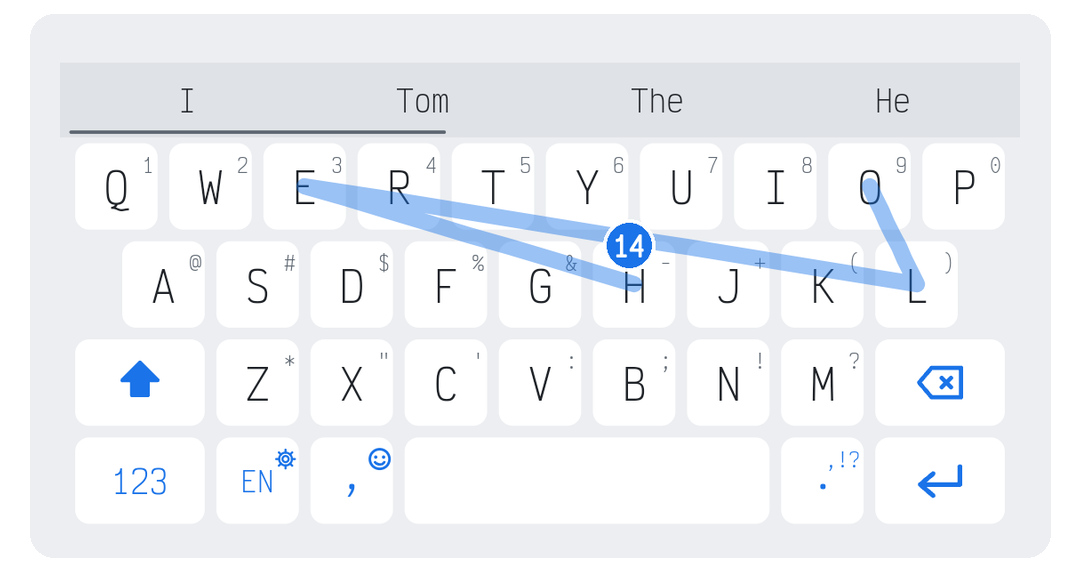 I Tom The He
Q 1 W 2 E 3 R 4 T 5 Y 6 U 7 I 8 O 9 P 0
14
A @ S # D $ F % G & H - J + K ( L )
Z * X " C ' V : B ; N ! M ?
123 EN , . ,!?